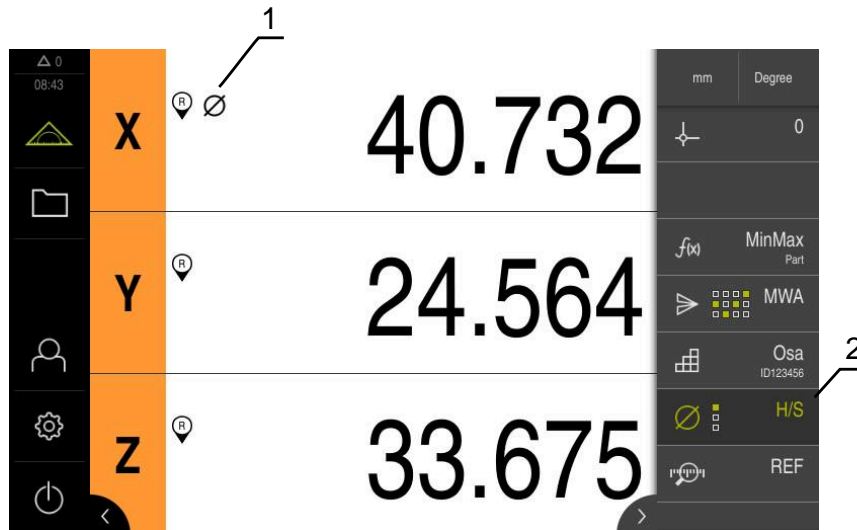 1
0
08:43
X
R
40.732
Y
R
24.564
Z
R
33.675
mm Degree
0
f(x) MinMax
Part
MWA
Osa
ID123456
2
H/S
REF